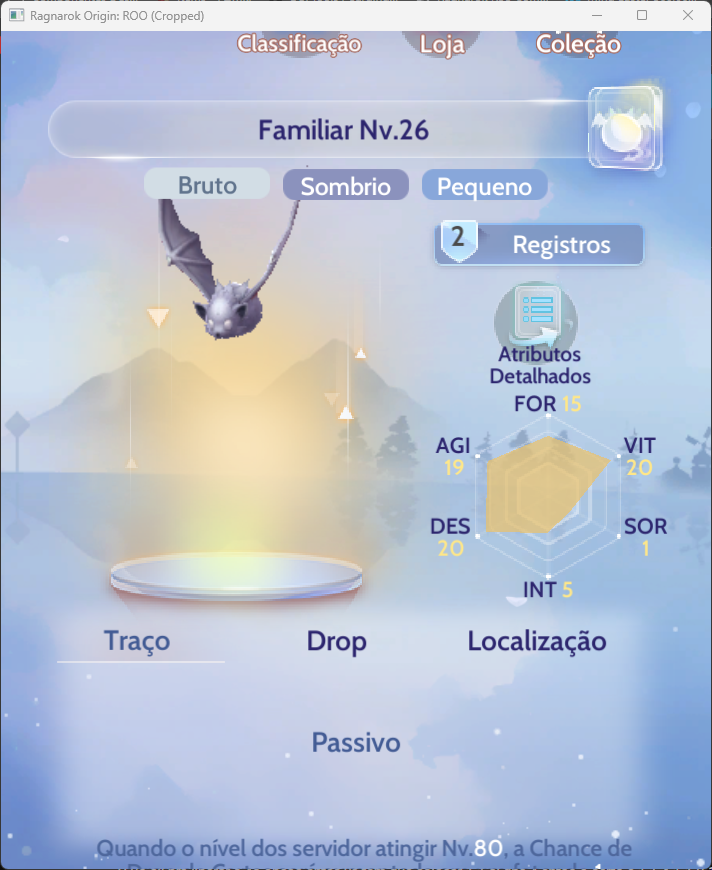 Ragnarok Origin: ROO (Cropped)
Classificação
Loja
Coleção
Familiar Nv.26
Bruto
Sombrio
Pequeno
2
Registros
Atributos
Detalhados
FOR 15
AGI
19
VIT
20
DES
20
SOR
1
INT 5
Traço
Drop
Localização
Passivo
Quando o nível dos servidor atingir Nv.80, a Chance de